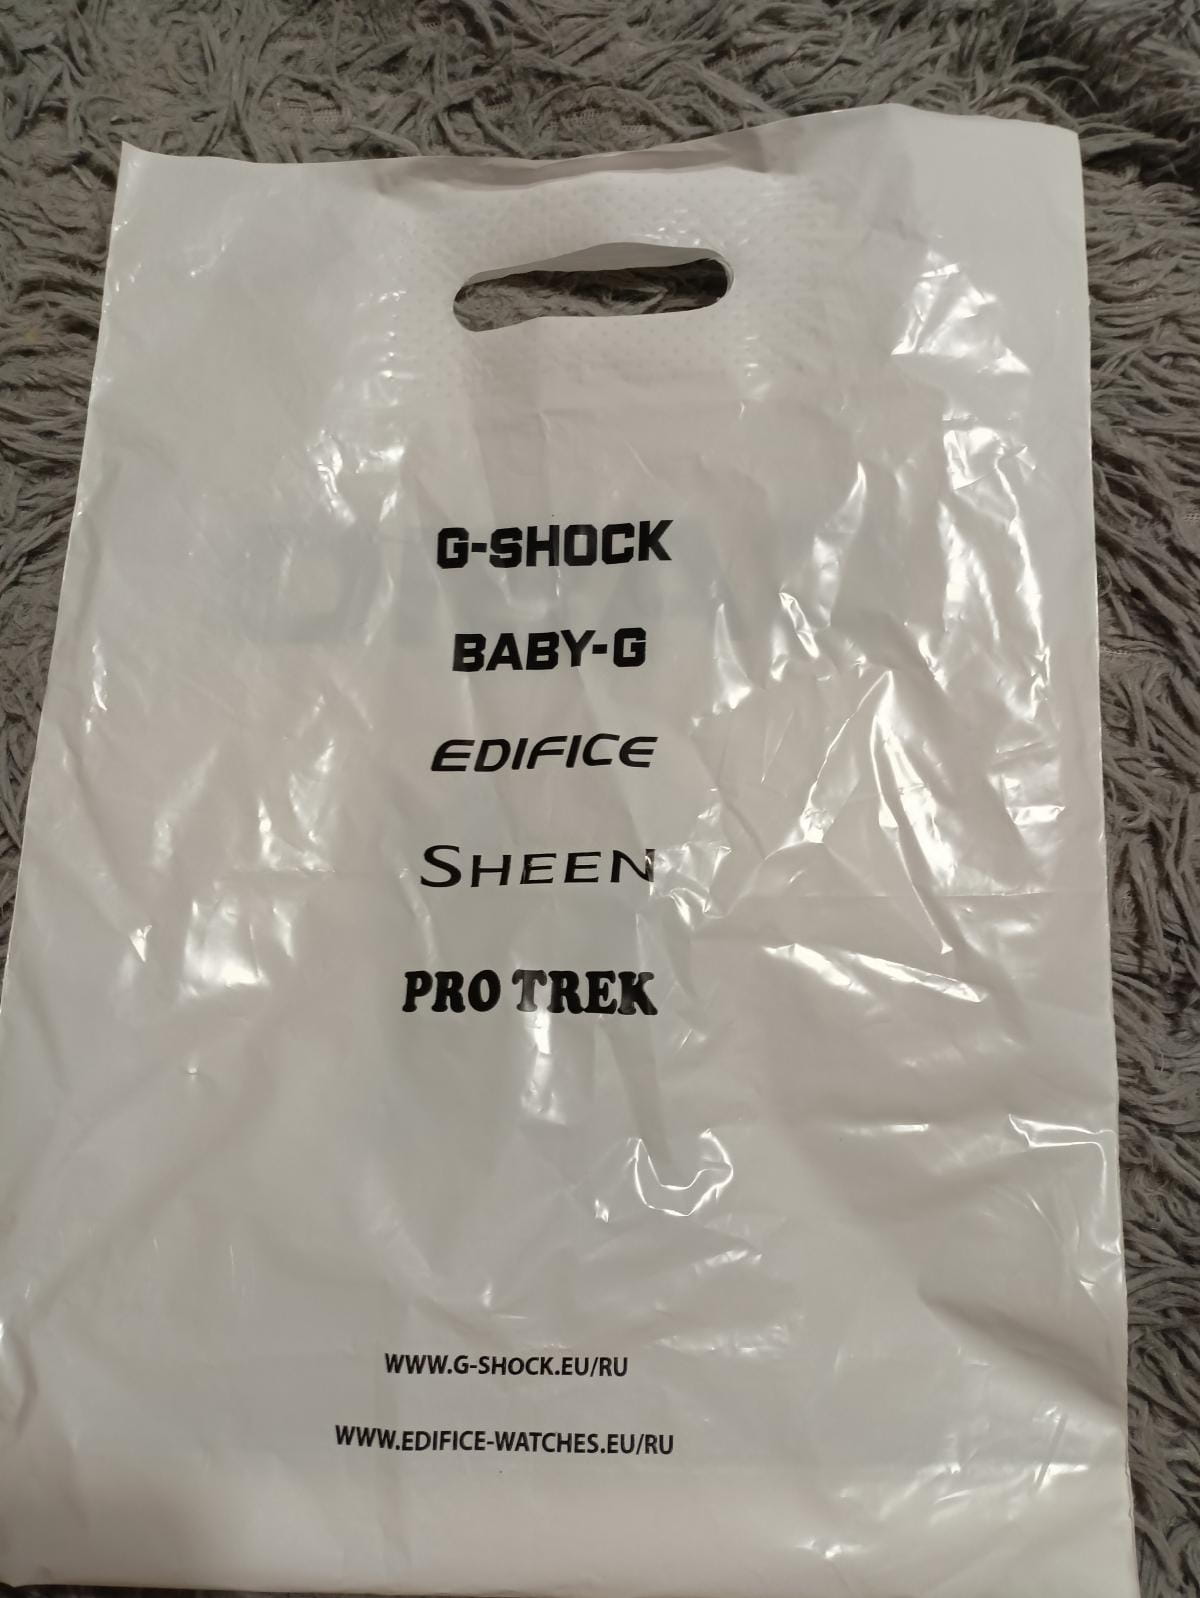 G-SHOCK
BABY-G
EDIFICE
SHEEN
PRO TREK
WWW.G-SHOCK.EU/RU
WWW.EDIFICE-WATCHES.EU/RU